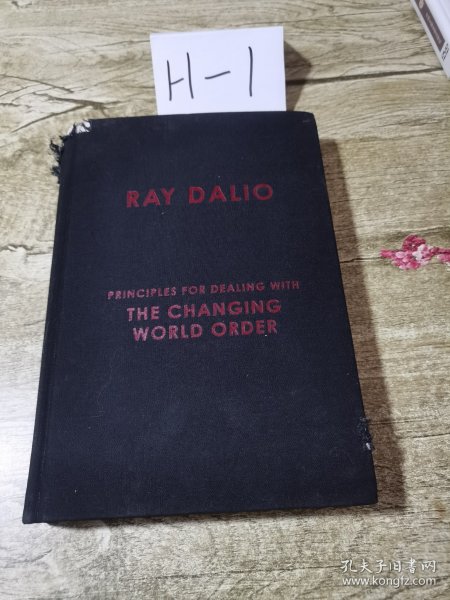 H-1
RAY DALIO
PRINCIPLES FOR DEALING WITH
THE CHANGING
WORLD ORDER
孔夫子旧书网
www.kongfz.com